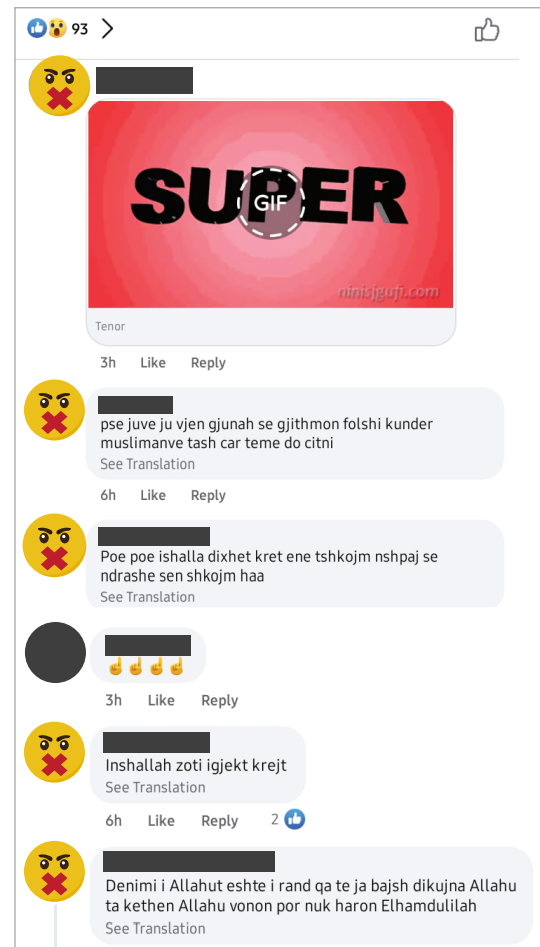 93
SUPER
GIF
ninisjgufi.com
Tenor
3h Like Reply
pse juve ju vjen gjunah se gjithmon folshi kunder
muslimanve tash car teme do citni
See Translation
6h Like Reply
Poe poe ishalla dixhet kret ene tshkojm nshpaj se
ndrashe sen shkojm haa
See Translation
3h Like Reply
Inshallah zoti igjekt krejt
See Translation
6h Like Reply 2
Denimi i Allahut eshte i rand qa te ja bajsh dikujna Allahu
ta kethen Allahu vonon por nuk haron Elhamdulilah
See Translation